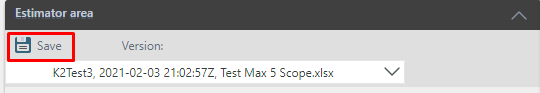 Estimator area
Save Version:
K2Test3, 2021-02-03 21:02:57Z, Test Max 5 Scope.xlsx